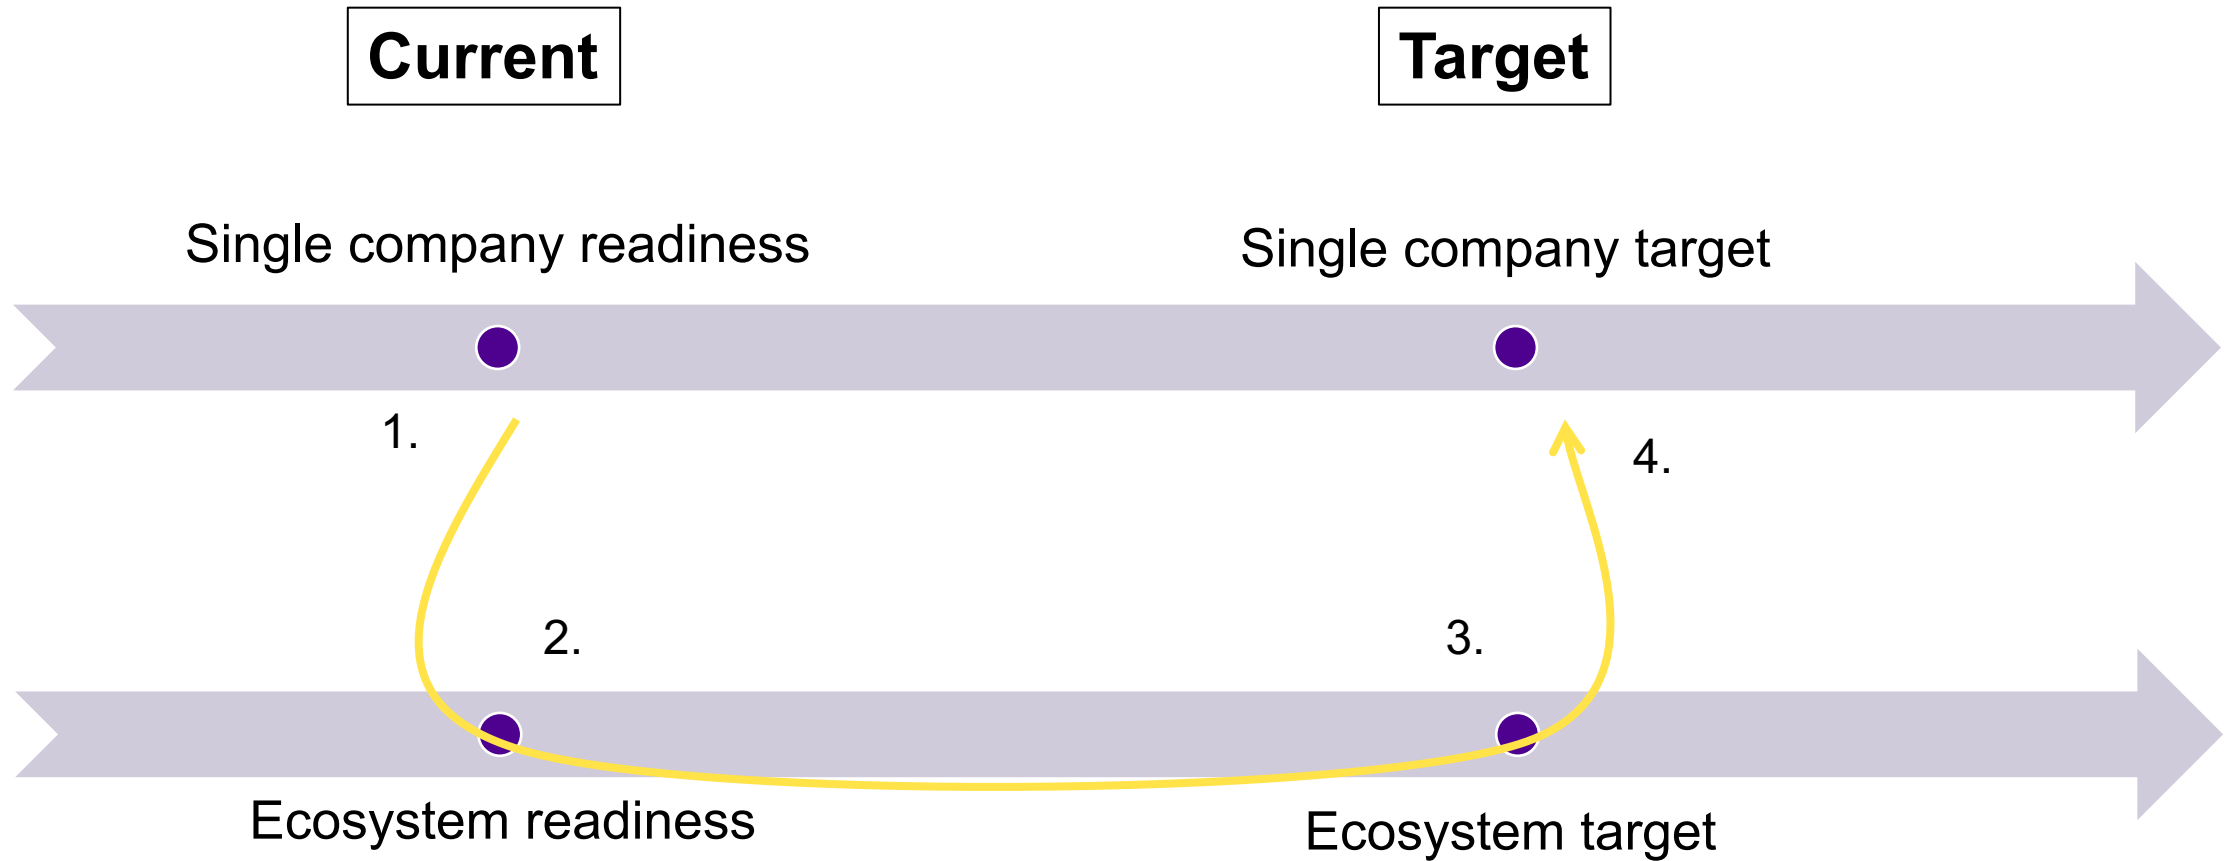 Current
Target
Single company readiness
Single company target
1.
4.
2.
3.
Ecosystem readiness
Ecosystem target